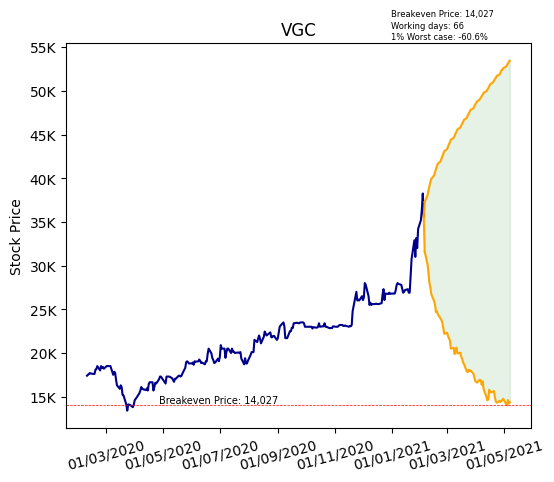 Breakeven Price: 14,027
Working days: 66
1% Worst case: -60.6%
VGC
Stock Price
55K
50K
45K
40K
35K
30K
25K
20K
15K
Breakeven Price: 14,027
01/03/2020
01/05/2020
01/07/2020
01/09/2020
01/11/2020
01/01/2021
01/03/2021
01/05/2021